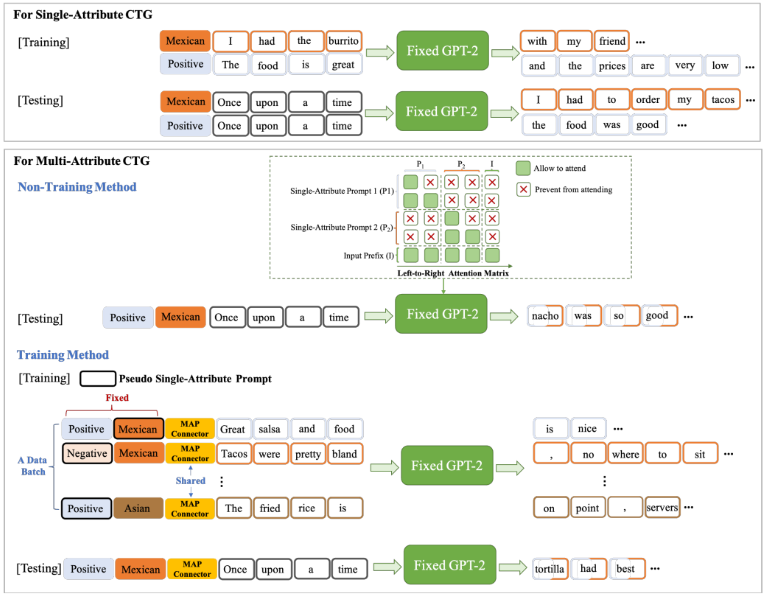 For Single-Attribute CTG
[Training]
Mexican I had the burrito
Positive The food is great
Fixed GPT-2
with my friend ...
and the prices are very low ...
[Testing]
Mexican Once upon a time
Positive Once upon a time
Fixed GPT-2
I had to order my tacos ...
the food was good ...
For Multi-Attribute CTG
Non-Training Method
P1 P2 I
Single-Attribute Prompt 1 (P1)
Single-Attribute Prompt 2 (P2)
Input Prefix (I)
Left-to-Right Attention Matrix
Allow to attend
Prevent from attending
[Testing]
Positive Mexican Once upon a time
Fixed GPT-2
nacho was so good ...
Training Method
[Training] Pseudo Single-Attribute Prompt
Fixed
A Data
Batch
Positive Mexican MAP Connector Great salsa and food
Negative Mexican MAP Connector Tacos were pretty bland
Shared
Positive Asian MAP Connector The fried rice is
Fixed GPT-2
is nice ...
, no where to sit ...
on point , servers ...
[Testing]
Positive Mexican MAP Connector Once upon a time
Fixed GPT-2
tortilla had best ...